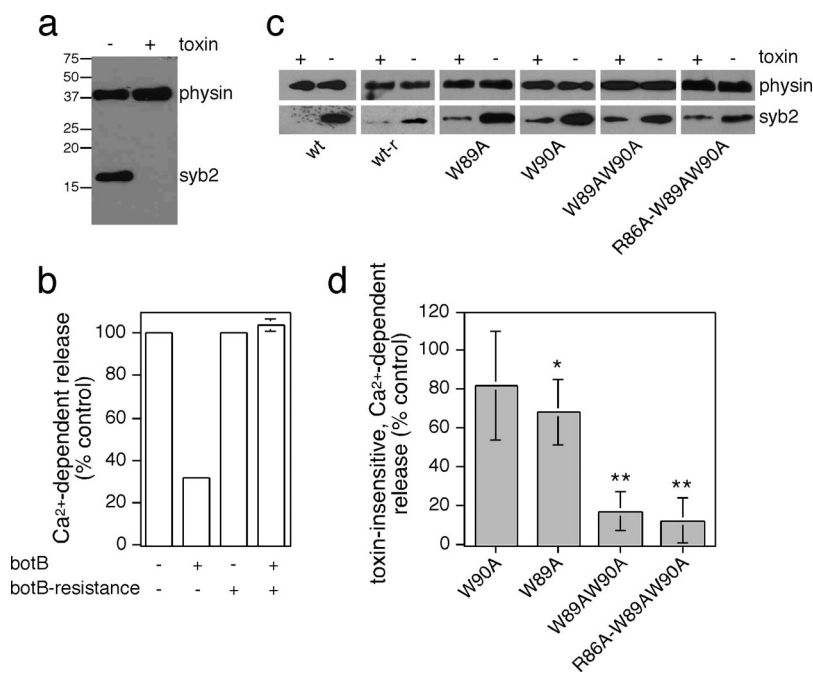 a
- + toxin
75
50
37
25
20
15
physin
syb2
c
+ - + - + - + - + - + - toxin
physin
syb2
wt
wt-r
W89A
W90A
W89AW90A
R86A-W89AW90A
b
Ca2+-dependent release
(% control)
100
80
60
40
20
0
botB - + - +
botB-resistance - - + +
d
toxin-insensitive, Ca2+-dependent
release (% control)
120
100
80
60
40
20
0
*
**
**
W90A
W89A
W89AW90A
R86A-W89AW90A